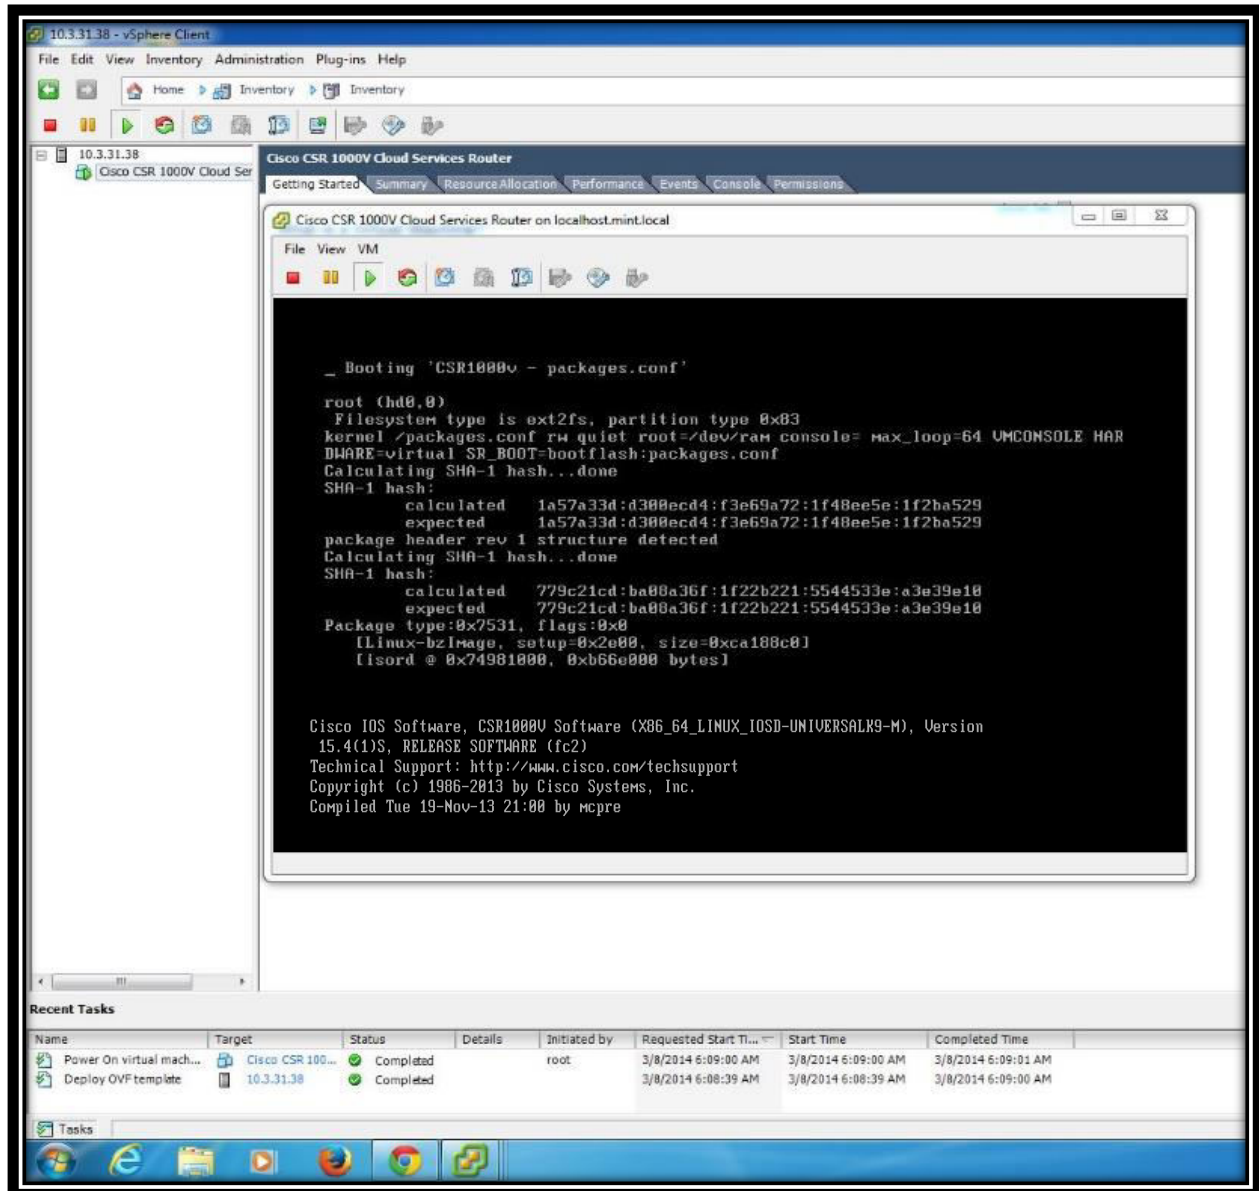 10.3.31.38 - vSphere Client
File Edit View Inventory Administration Plug-ins Help
Home Inventory Inventory
10.3.31.38
Cisco CSR 1000V Cloud Ser
Cisco CSR 1000V Cloud Services Router
Getting Started Summary Resource Allocation Performance Events Console Permissions
Cisco CSR 1000V Cloud Services Router on localhost.mint.local
File View VM
_ Booting 'CSR1000v - packages.conf'
root (hd0,0)
Filesystem type is ext2fs, partition type 0x83
kernel /packages.conf rw quiet root=/dev/ram console= max_loop=64 VMCONSOLE HAR
DWARE=virtual SR_BOOT=bootflash:packages.conf
Calculating SHA-1 hash...done
SHA-1 hash:
calculated 1a57a33d:d300ecd4:f3e69a72:1f48ee5e:1f2ba529
expected 1a57a33d:d300ecd4:f3e69a72:1f48ee5e:1f2ba529
package header rev 1 structure detected
Calculating SHA-1 hash...done
SHA-1 hash:
calculated 779c21cd:ba08a36f:1f22b221:5544533e:a3e39e10
expected 779c21cd:ba08a36f:1f22b221:5544533e:a3e39e10
Package type:0x7531, flags:0x0
[Linux-bzImage, setup=0x2e00, size=0xca188c0]
[isord @ 0x74981000, 0xb66e000 bytes]
Cisco IOS Software, CSR1000V Software (X86_64_LINUX_IOSD-UNIVERSALK9-M), Version
15.4(1)S, RELEASE SOFTWARE (fc2)
Technical Support: http://www.cisco.com/techsupport
Copyright (c) 1986-2013 by Cisco Systems, Inc.
Compiled Tue 19-Nov-13 21:00 by mcpre
Recent Tasks
Name Target Status Details Initiated by Requested Start Ti... Start Time Completed Time
Power On virtual mach... Cisco CSR 100... Completed root 3/8/2014 6:09:00 AM 3/8/2014 6:09:00 AM 3/8/2014 6:09:01 AM
Deploy OVF template 10.3.31.38 Completed 3/8/2014 6:08:39 AM 3/8/2014 6:08:39 AM 3/8/2014 6:09:00 AM
Tasks